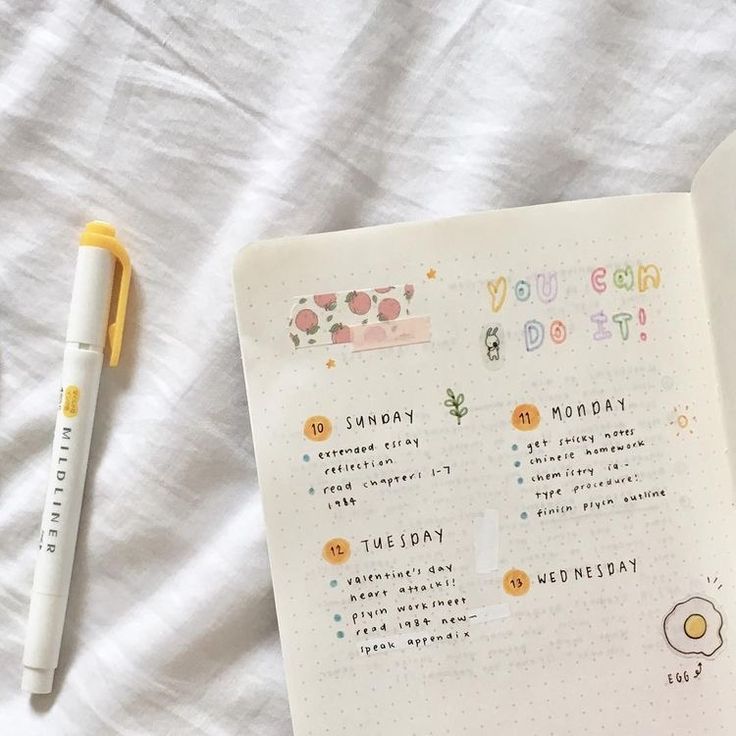 MILDLINER
YOU CAN
DO IT!
10 SUNDAY
extended essay
reflection
read chapters 1-7
1984
11 MONDAY
get sticky notes
chinese homework
chemistry ia -
type procedure!
finish psych outline
12 TUESDAY
valentine's day
heart attacks!
psych worksheet
read 1984 new-
speak appendix
13 WEDNESDAY
EGG